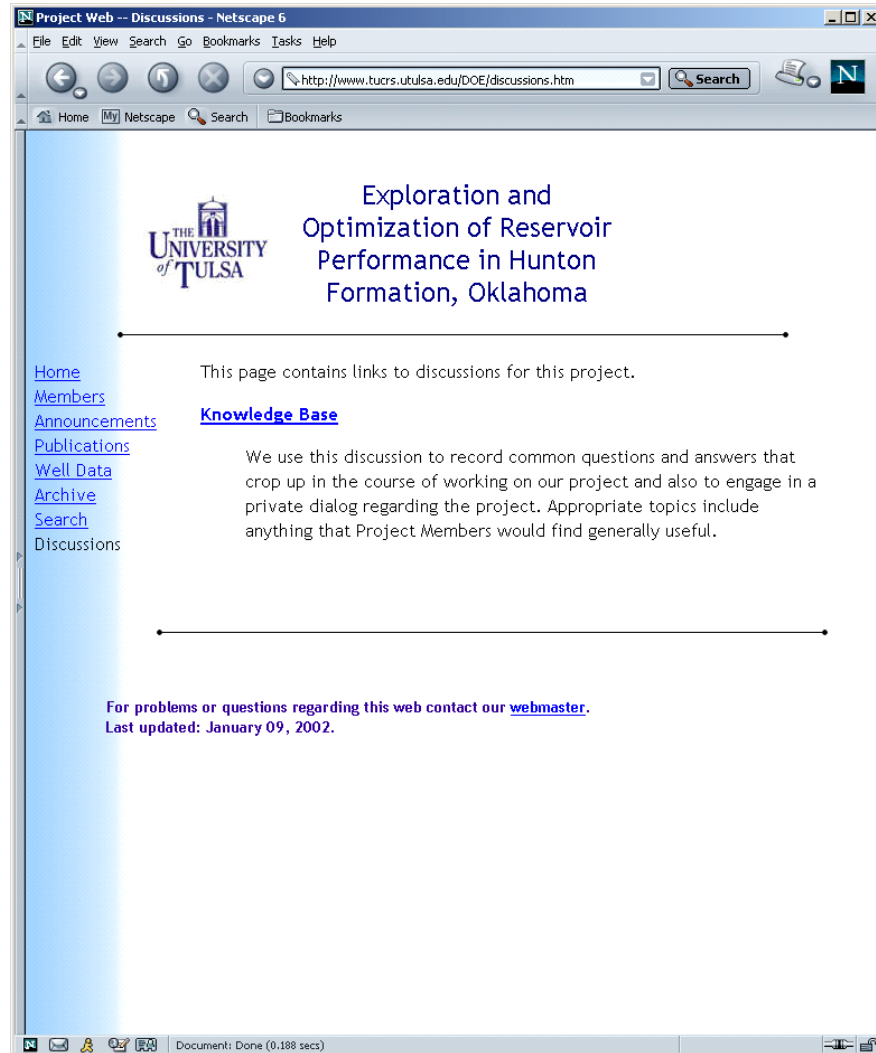 Project Web -- Discussions - Netscape 6
File Edit View Search Go Bookmarks Tasks Help
http://www.tucrs.utulsa.edu/DOE/discussions.htm Search N
Home My Netscape Search Bookmarks
THE UNIVERSITY of TULSA
Exploration and
Optimization of Reservoir
Performance in Hunton
Formation, Oklahoma
Home
Members
Announcements
Publications
Well Data
Archive
Search
Discussions
This page contains links to discussions for this project.
Knowledge Base
We use this discussion to record common questions and answers that
crop up in the course of working on our project and also to engage in a
private dialog regarding the project. Appropriate topics include
anything that Project Members would find generally useful.
For problems or questions regarding this web contact our webmaster.
Last updated: January 09, 2002.
Document: Done (0.188 secs)